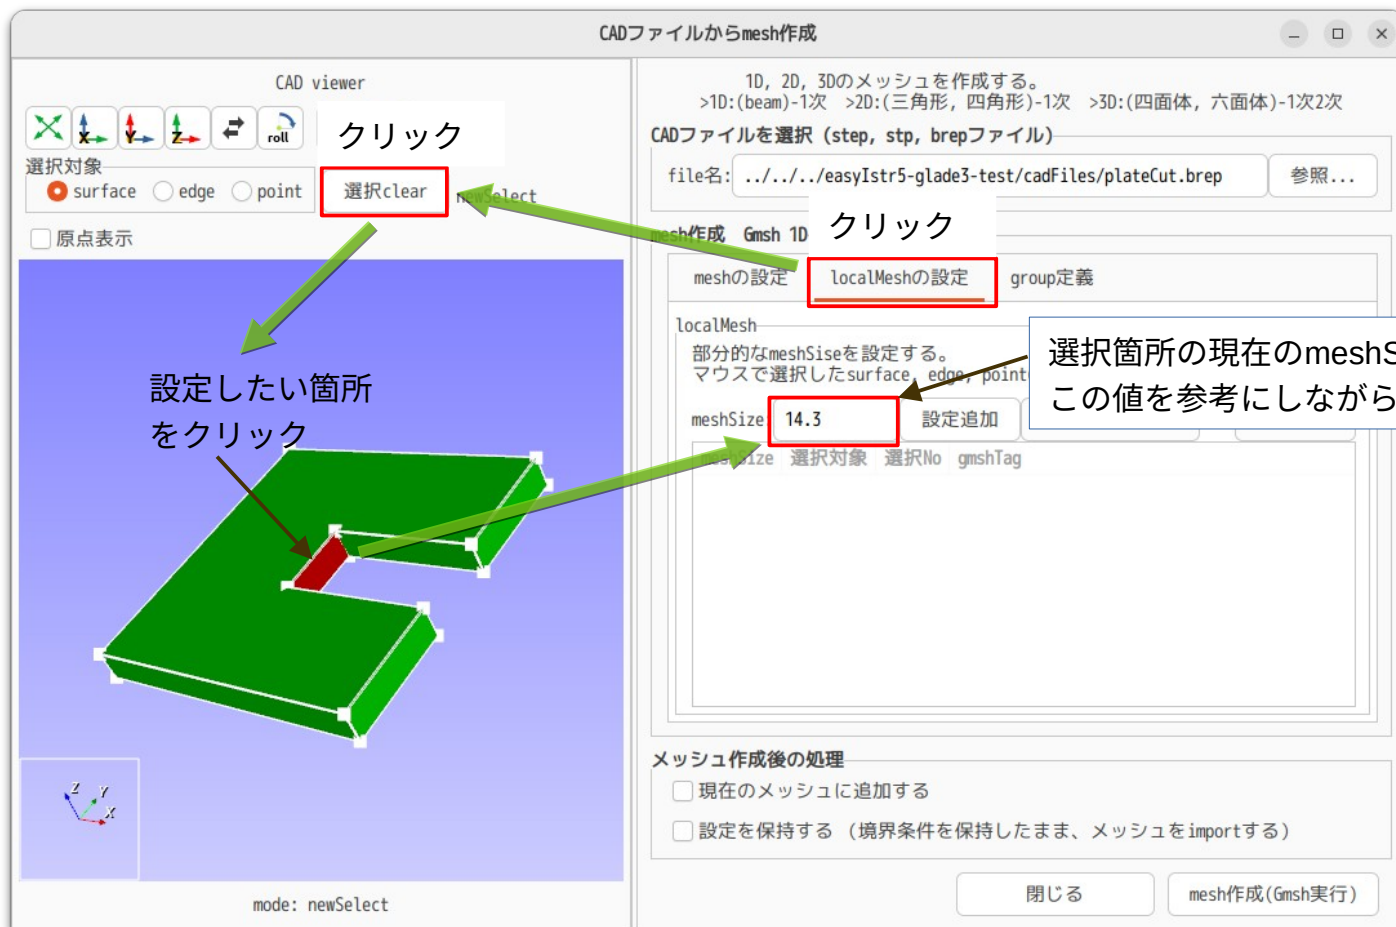 CADファイルからmesh作成
CAD viewer
roll
クリック
選択対象
surface edge point
選択clear
newSelect
原点表示
設定したい箇所
をクリック
Z Y X
mode: newSelect
1D, 2D, 3Dのメッシュを作成する。
>1D:(beam)-1次 >2D:(三角形, 四角形)-1次 >3D:(四面体, 六面体)-1次2次
CADファイルを選択 (step, stp, brepファイル)
file名: ../../../easyIstr5-glade3-test/cadFiles/plateCut.brep 参照...
クリック
mesh作成 Gmsh 1D
meshの設定 localMeshの設定 group定義
localMesh
部分的なmeshSiseを設定する。
マウスで選択したsurface, edge, point
選択箇所の現在のmeshS
この値を参考にしながら
meshSize 14.3 設定追加
meshSize 選択対象 選択No gmshTag
メッシュ作成後の処理
現在のメッシュに追加する
設定を保持する (境界条件を保持したまま、メッシュをimportする)
閉じる mesh作成(Gmsh実行)